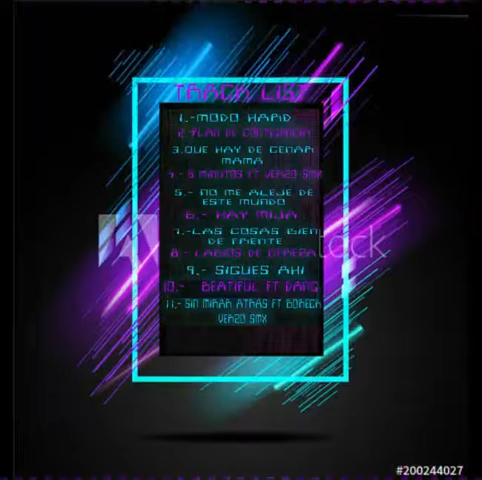 TRACK LIST
1.-MODO HARD
2.-PLAN DE CONTINGENCIA
3.QUE HAY DE CENAR
MAMA
4.- 5 MINUTOS FT VERZO SMX
5.- NO ME ALEJE DE
ESTE MUNDO
6.- HAY MIJA
7.-LAS COSAS BIEN
DE FRENTE
8.- LABIOS DE CEREZA
9.- SIGUES AHI
10.- BEATIFUL FT DANG
11.- SIN MIRAR ATRAS FT
VERZO SMX
tock
#200244027